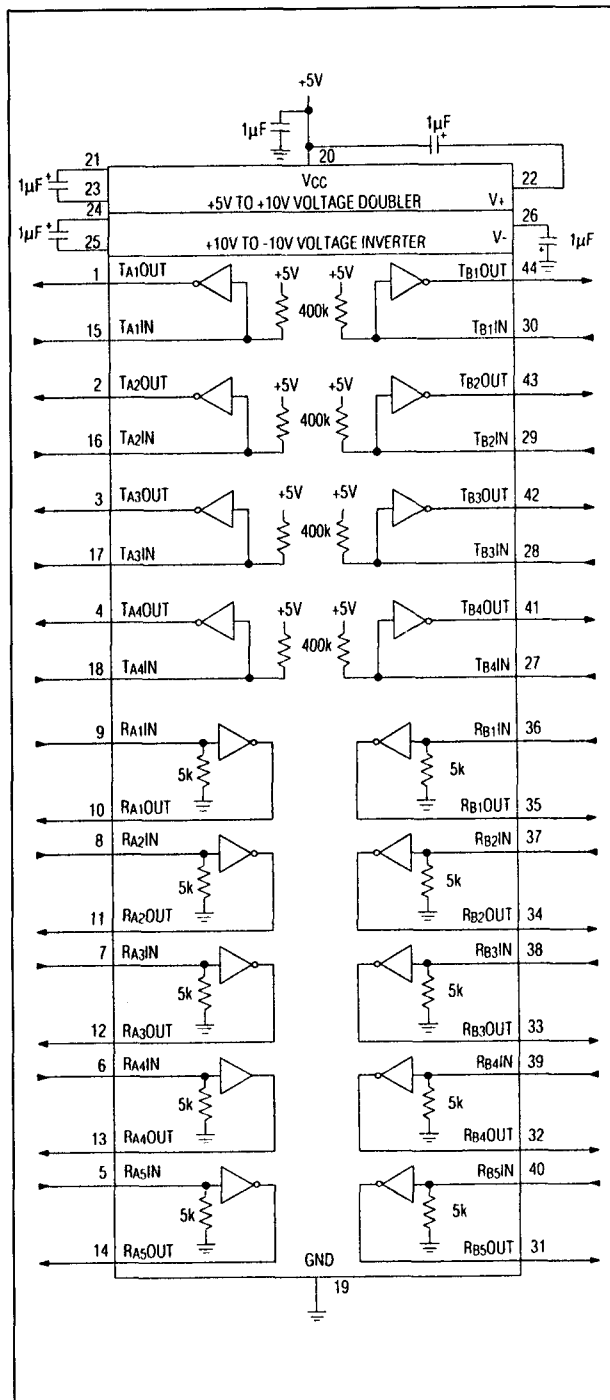 +5V
1µF
1µF
20
21
1µF
23
VCC
22
+5V TO +10V VOLTAGE DOUBLER
V+
24
26
1µF
25
+10V TO -10V VOLTAGE INVERTER
V-
1µF
1 TA1OUT +5V +5V TB1OUT 44
400k
15 TA1IN TB1IN 30
2 TA2OUT +5V +5V TB2OUT 43
400k
16 TA2IN TB2IN 29
3 TA3OUT +5V +5V TB3OUT 42
400k
17 TA3IN TB3IN 28
4 TA4OUT +5V +5V TB4OUT 41
400k
18 TA4IN TB4IN 27
9 RA1IN RB1IN 36
5k 5k
10 RA1OUT RB1OUT 35
8 RA2IN RB2IN 37
5k 5k
11 RA2OUT RB2OUT 34
7 RA3IN RB3IN 38
5k 5k
12 RA3OUT RB3OUT 33
6 RA4IN RB4IN 39
5k 5k
13 RA4OUT RB4OUT 32
5 RA5IN RB5IN 40
5k 5k
14 RA5OUT RB5OUT 31
GND
19